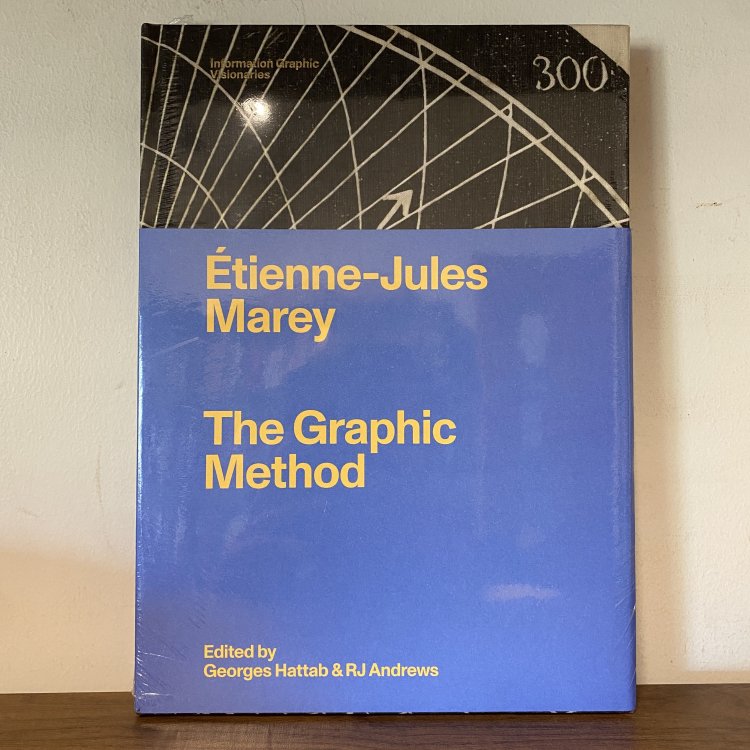 Information Graphic
Visionaries
300
Étienne-Jules
Marey
The Graphic
Method
Edited by
Georges Hattab & RJ Andrews